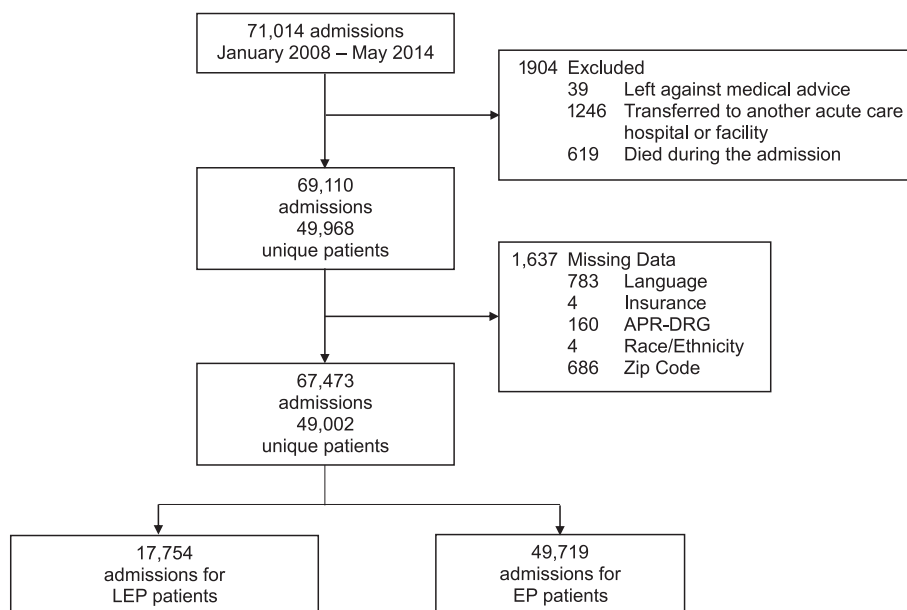 71,014 admissions
January 2008 – May 2014
1904 Excluded
39 Left against medical advice
1246 Transferred to another acute care
hospital or facility
619 Died during the admission
69,110
admissions
49,968
unique patients
1,637 Missing Data
783 Language
4 Insurance
160 APR-DRG
4 Race/Ethnicity
686 Zip Code
67,473
admissions
49,002
unique patients
17,754
admissions for
LEP patients
49,719
admissions for
EP patients